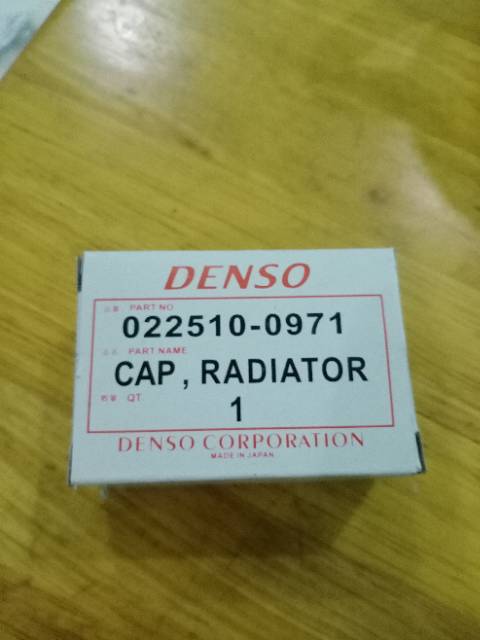 DENSO
PART NO
022510-0971
PART NAME
CAP, RADIATOR
QT
1
DENSO CORPORATION
MADE IN JAPAN